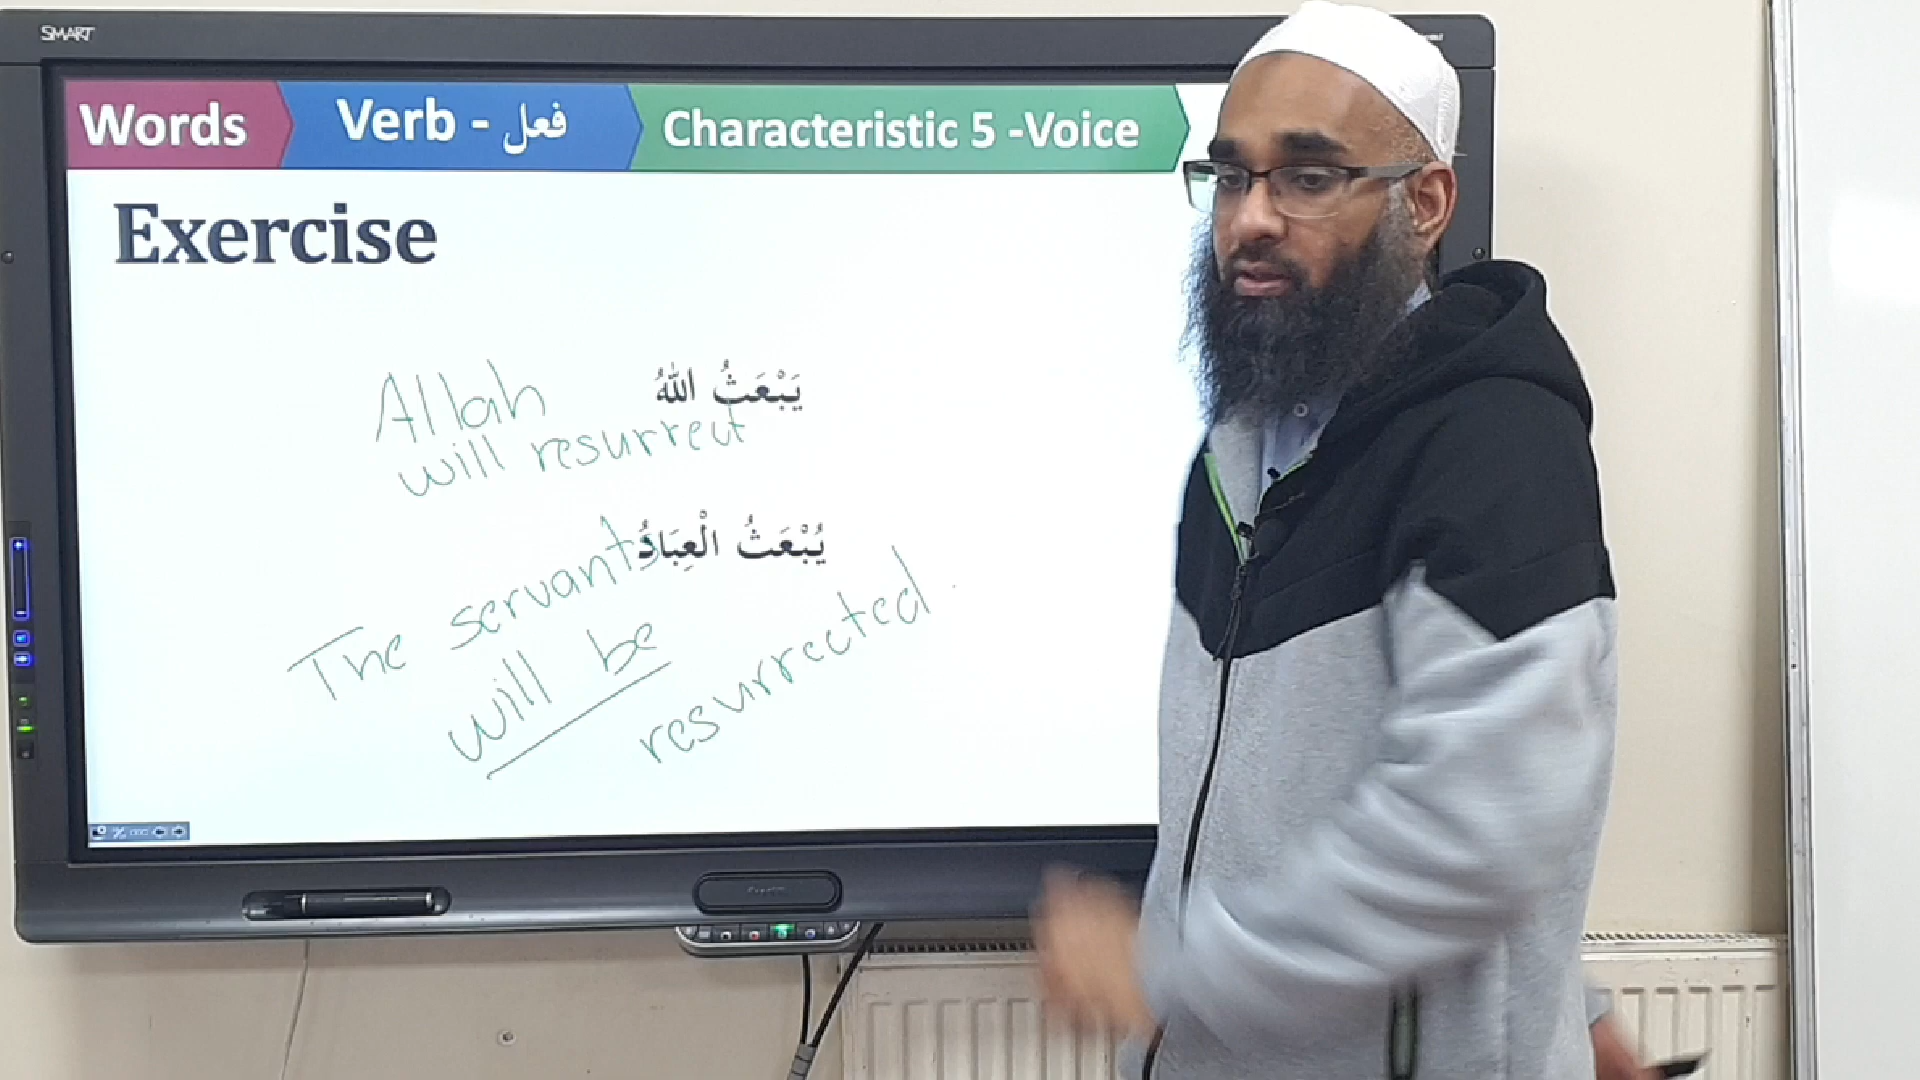 SMART
Words
Verb - فعل
Characteristic 5 -Voice
Exercise
يَبْعَثُ اللهُ
Allah
will resurrect
يُبْعَثُ الْعِبَادُ
The servants
will be
resurrected.